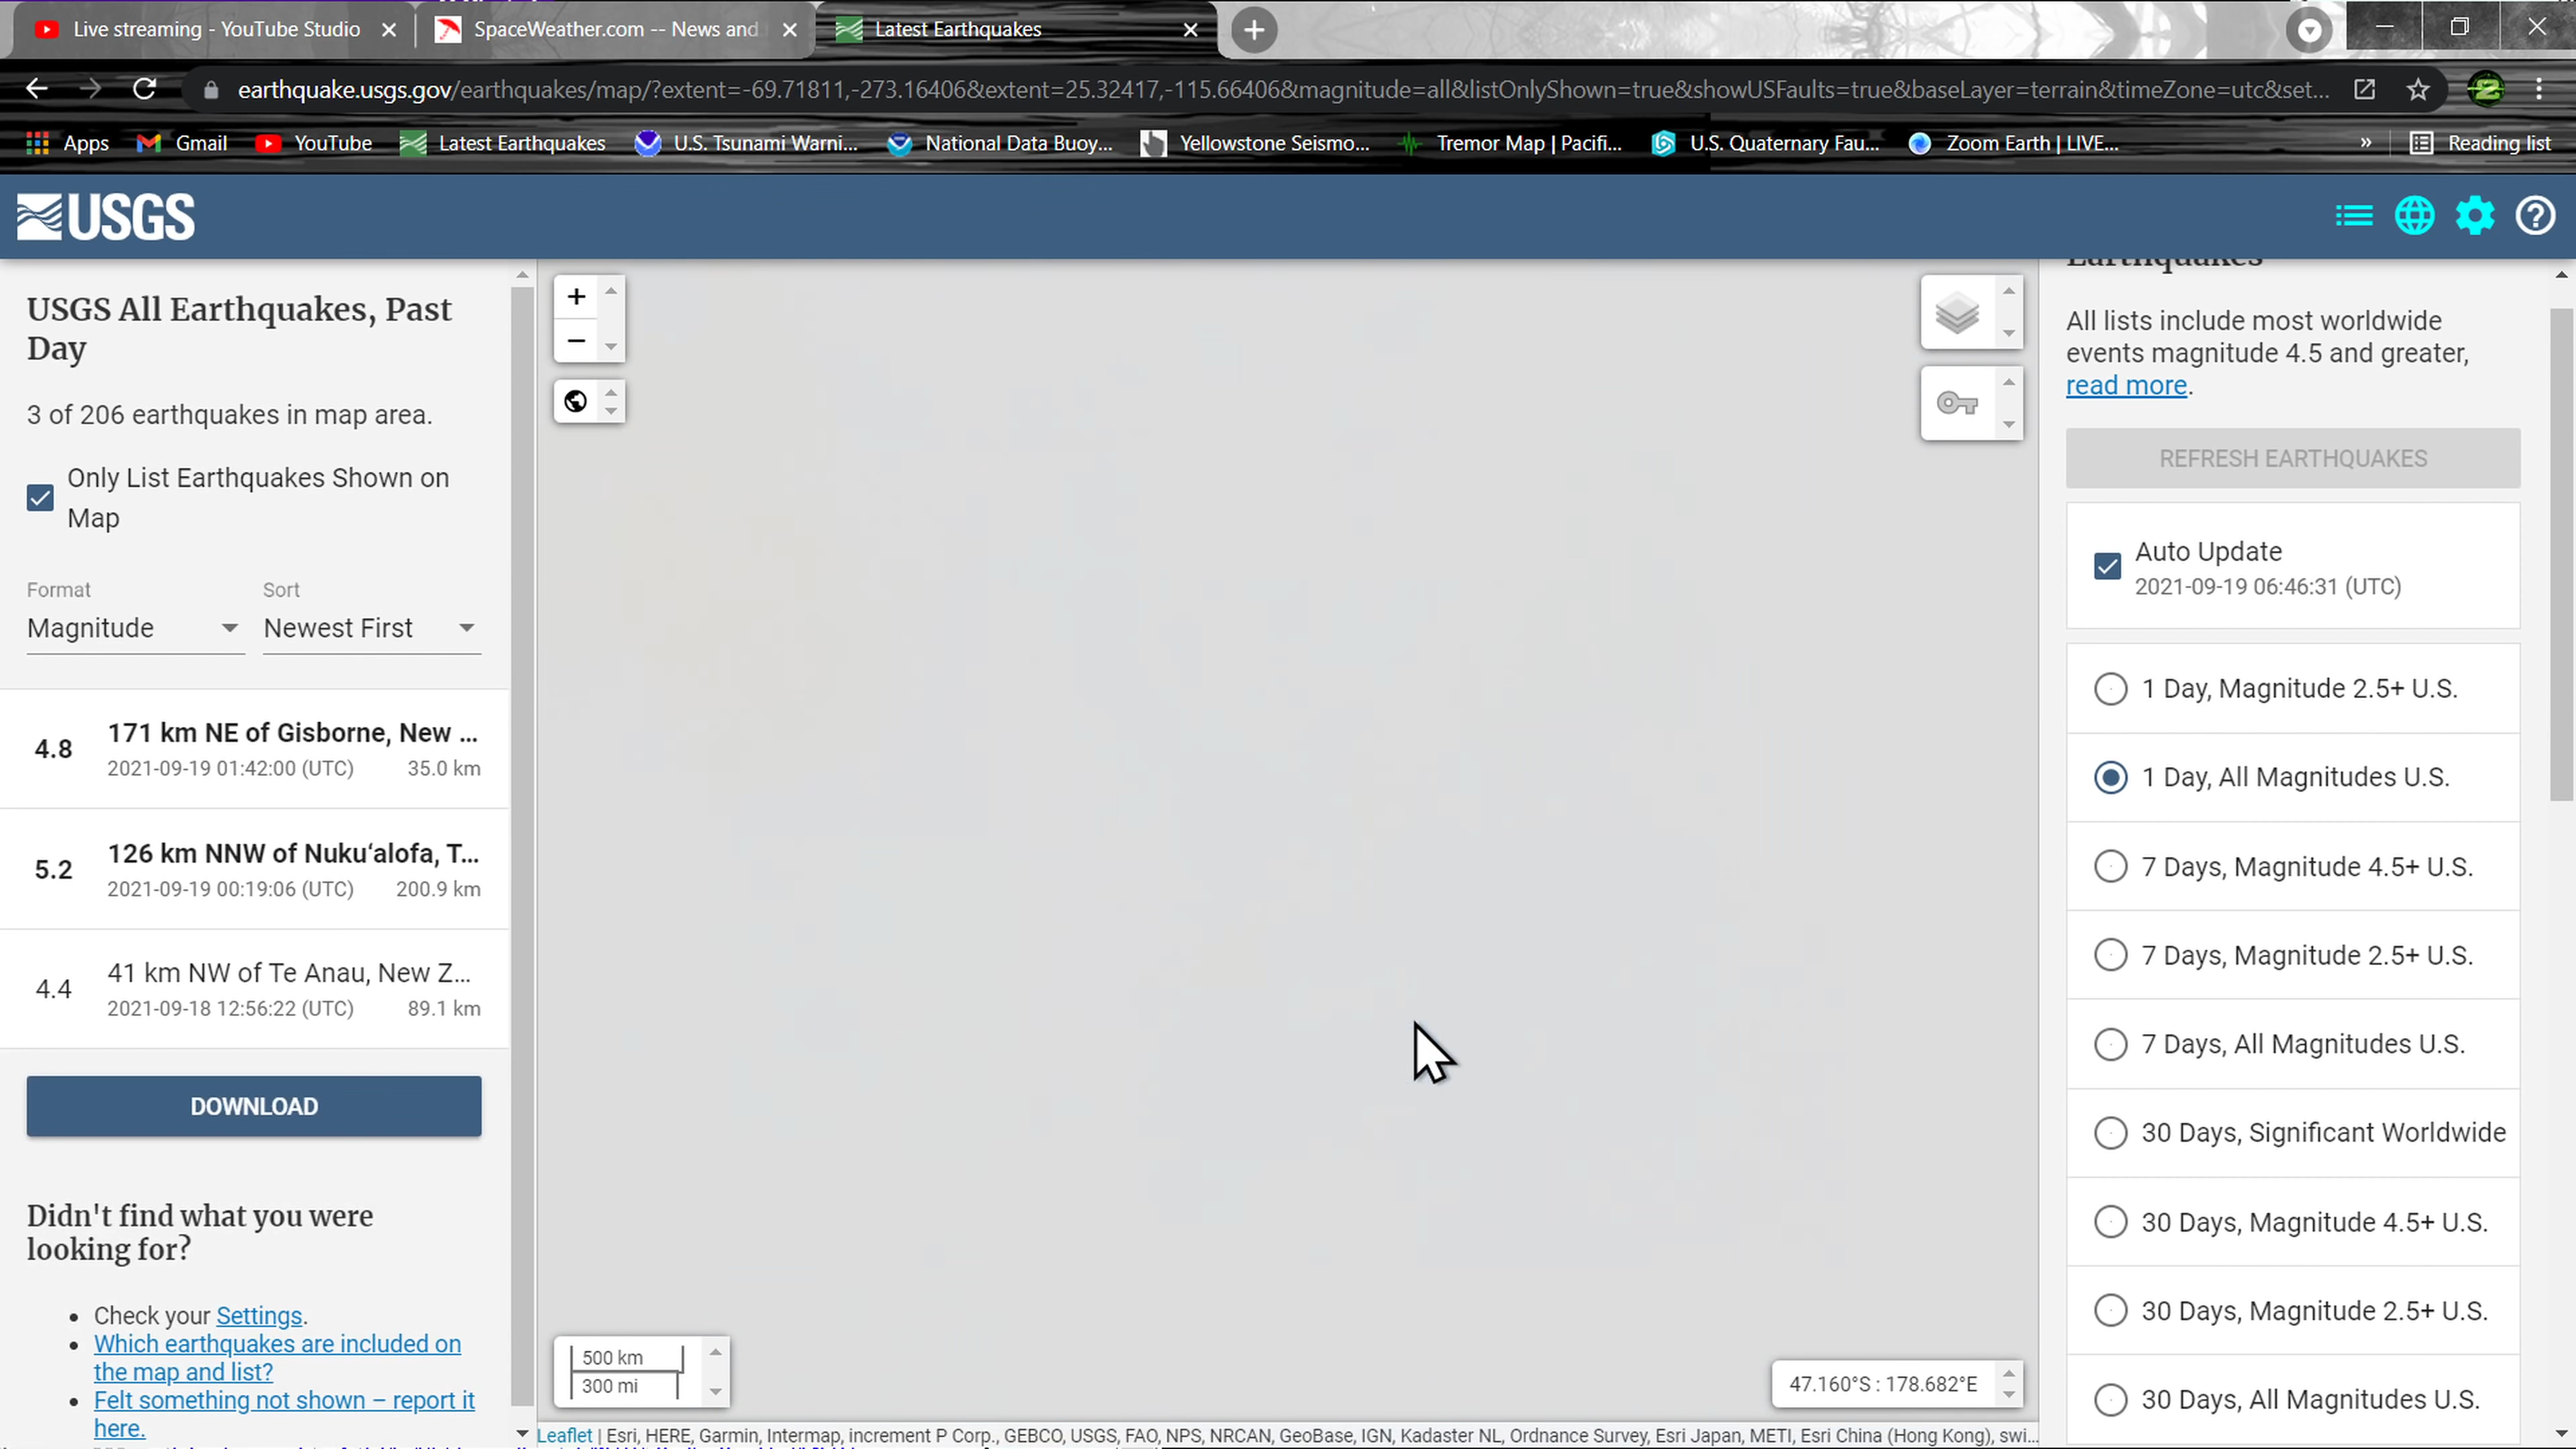 Live streaming - YouTube Studio
SpaceWeather.com -- News and
Latest Earthquakes
earthquake.usgs.gov/earthquakes/map/?extent=-69.71811,-273.16406&extent=25.32417,-115.66406&magnitude=all&listOnlyShown=true&showUSFaults=true&baseLayer=terrain&timeZone=utc&set...
Apps
Gmail
YouTube
Latest Earthquakes
U.S. Tsunami Warni...
National Data Buoy...
Yellowstone Seismo...
Tremor Map | Pacifi...
U.S. Quaternary Fau...
Zoom Earth | LIVE...
»
Reading list
USGS
USGS All Earthquakes, Past
Day
3 of 206 earthquakes in map area.
Only List Earthquakes Shown on
Map
Format
Sort
Magnitude
Newest First
4.8
171 km NE of Gisborne, New ...
2021-09-19 01:42:00 (UTC)
35.0 km
5.2
126 km NNW of Nuku‘alofa, T...
2021-09-19 00:19:06 (UTC)
200.9 km
4.4
41 km NW of Te Anau, New Z...
2021-09-18 12:56:22 (UTC)
89.1 km
DOWNLOAD
Didn't find what you were
looking for?
• Check your Settings.
• Which earthquakes are included on
the map and list?
• Felt something not shown – report it
here.
+
−
500 km
300 mi
47.160°S : 178.682°E
Leaflet | Esri, HERE, Garmin, Intermap, increment P Corp., GEBCO, USGS, FAO, NPS, NRCAN, GeoBase, IGN, Kadaster NL, Ordnance Survey, Esri Japan, METI, Esri China (Hong Kong), swi...
Earthquakes
All lists include most worldwide
events magnitude 4.5 and greater,
read more.
REFRESH EARTHQUAKES
Auto Update
2021-09-19 06:46:31 (UTC)
1 Day, Magnitude 2.5+ U.S.
1 Day, All Magnitudes U.S.
7 Days, Magnitude 4.5+ U.S.
7 Days, Magnitude 2.5+ U.S.
7 Days, All Magnitudes U.S.
30 Days, Significant Worldwide
30 Days, Magnitude 4.5+ U.S.
30 Days, Magnitude 2.5+ U.S.
30 Days, All Magnitudes U.S.